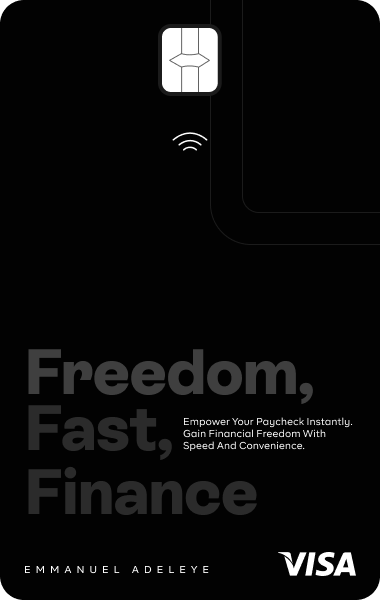 Freedom,
Fast,
Empower Your Paycheck Instantly.
Gain Financial Freedom With
Speed And Convenience.
Finance
EMMANUEL ADELEYE
VISA